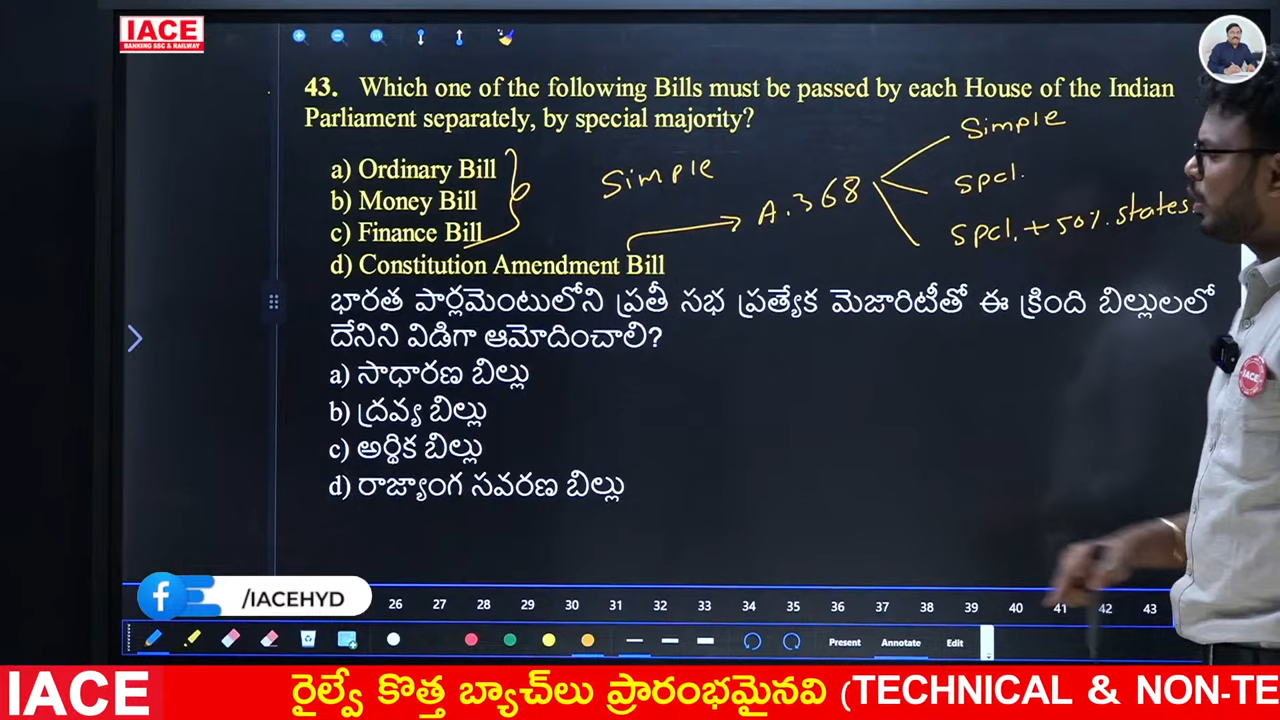 IACE
BANKING SSC & RAILWAY
43. Which one of the following Bills must be passed by each House of the Indian
Parliament separately, by special majority?
a) Ordinary Bill
b) Money Bill
c) Finance Bill
d) Constitution Amendment Bill
Simple
A. 368
Simple
Spcl.
Spcl. + 50%. states
భారత పార్లమెంటులోని ప్రతీ సభ ప్రత్యేక మెజారిటీతో ఈ క్రింది బిల్లులలో
దేనిని విడిగా ఆమోదించాలి?
a) సాధారణ బిల్లు
b) ద్రవ్య బిల్లు
c) అర్థిక బిల్లు
d) రాజ్యాంగ సవరణ బిల్లు
IACE
/IACEHYD
26 27 28 29 30 31 32 33 34 35 36 37 38 39 40 41 42 43
Present Annotate Edit
IACE రైల్వే కొత్త బ్యాచ్‌లు ప్రారంభమైనవి (TECHNICAL & NON-TE